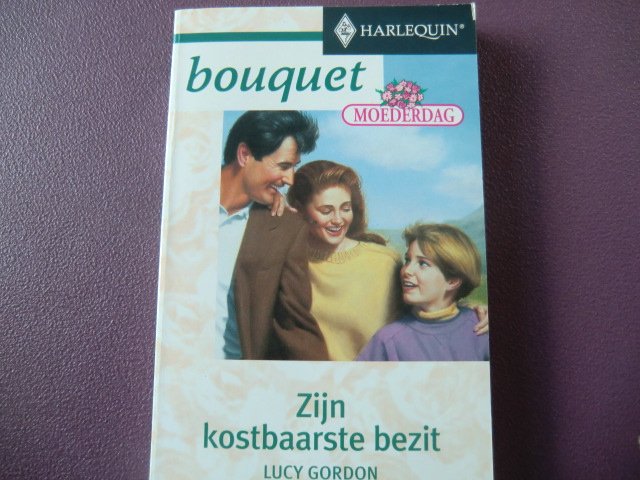 HARLEQUIN®
bouquet
MOEDERDAG
Zijn
kostbaarste bezit
LUCY GORDON